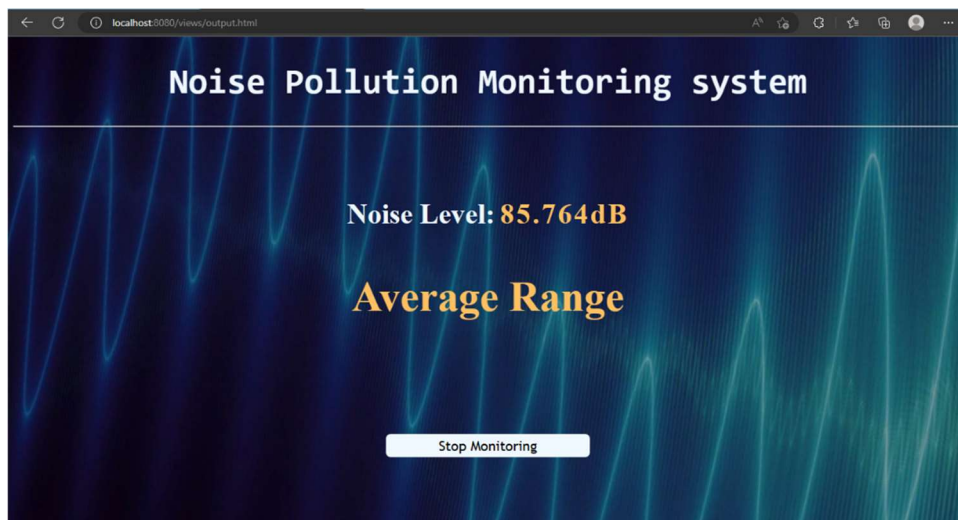 localhost:8080/views/output.html
Noise Pollution Monitoring system
Noise Level: 85.764dB
Average Range
Stop Monitoring